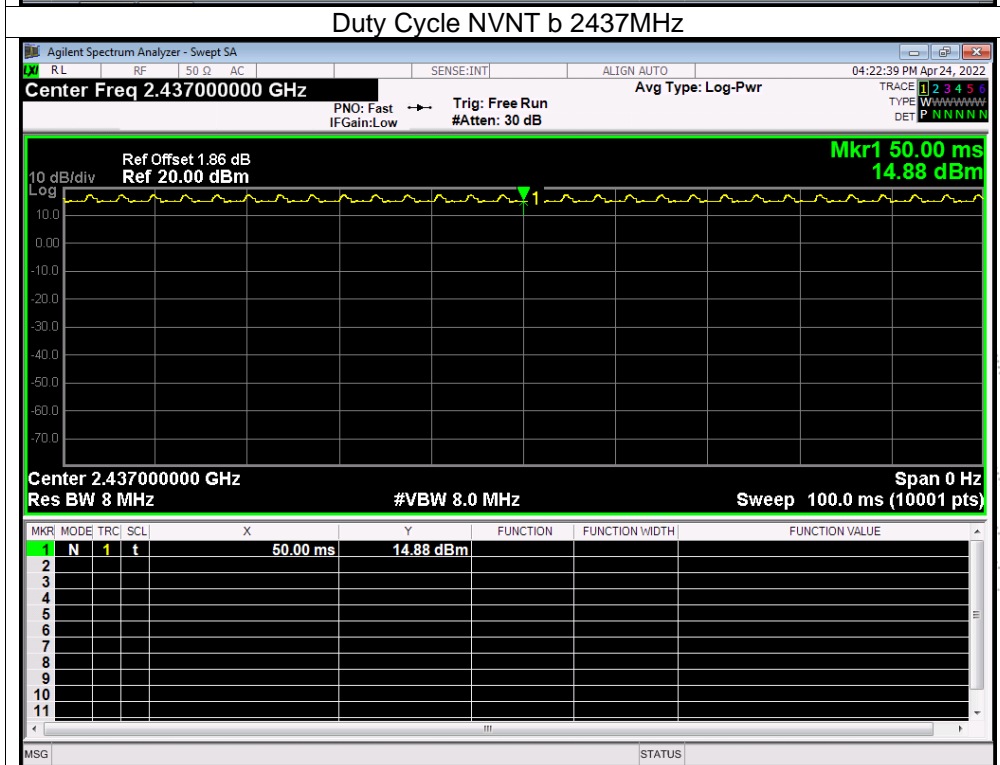 Duty Cycle NVNT b 2437MHz
Agilent Spectrum Analyzer - Swept SA
LXI RL RF 50 Ω AC SENSE:INT ALIGN AUTO 04:22:39 PM Apr 24, 2022
Center Freq 2.437000000 GHz Avg Type: Log-Pwr TRACE 1 2 3 4 5 6
PNO: Fast Trig: Free Run TYPE WWWWWWW
IFGain:Low #Atten: 30 dB DET P N N N N N
Mkr1 50.00 ms
Ref Offset 1.86 dB
10 dB/div Ref 20.00 dBm 14.88 dBm
Log
1
10.0
0.00
-10.0
-20.0
-30.0
-40.0
-50.0
-60.0
-70.0
Center 2.437000000 GHz Span 0 Hz
Res BW 8 MHz #VBW 8.0 MHz Sweep 100.0 ms (10001 pts)
MKR MODE TRC SCL X Y FUNCTION FUNCTION WIDTH FUNCTION VALUE
1 N 1 t 50.00 ms 14.88 dBm
2
3
4
5
6
7
8
9
10
11
MSG STATUS